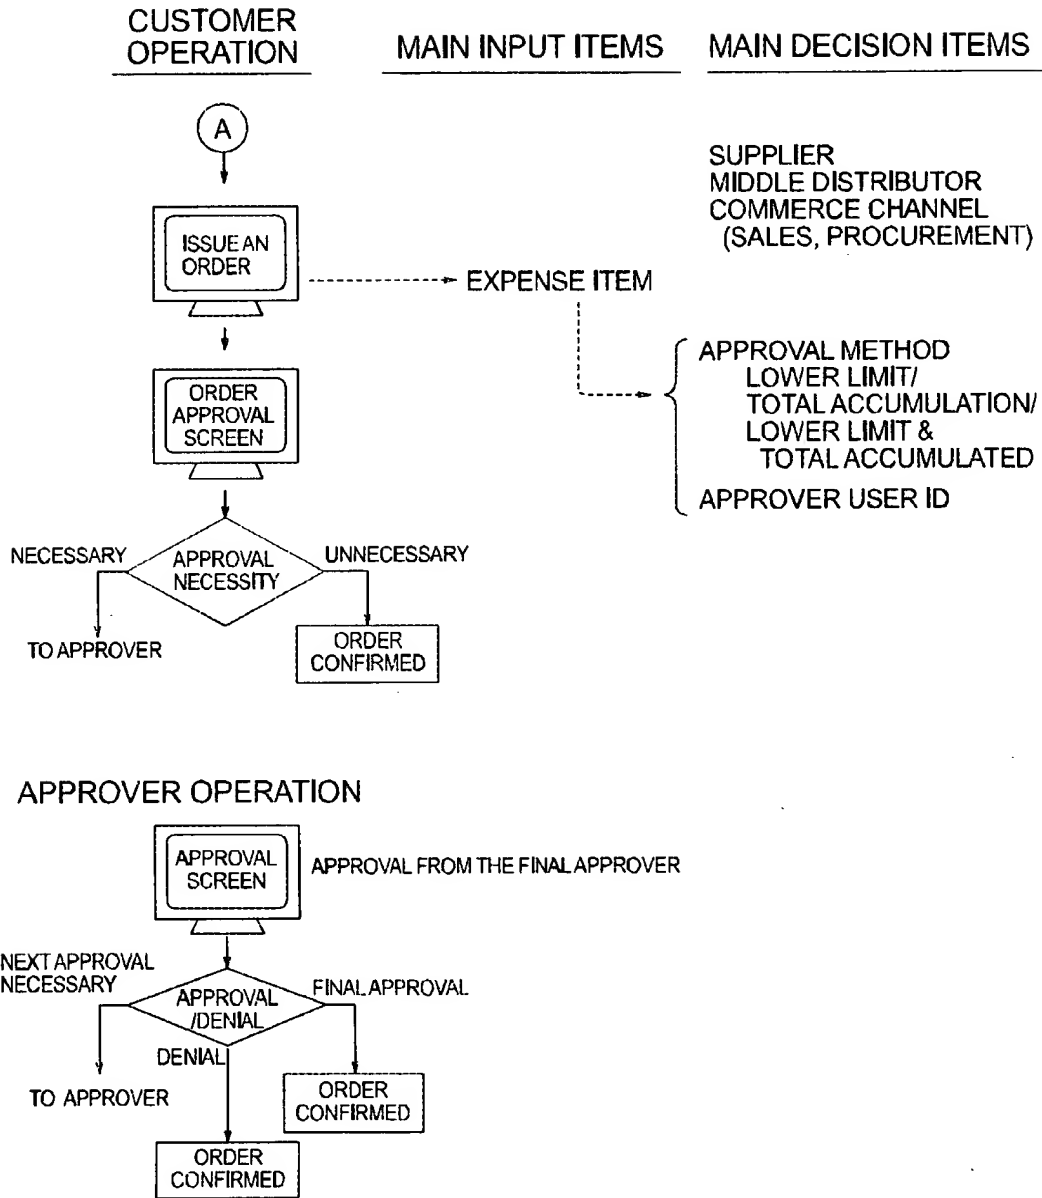 CUSTOMER
OPERATION
MAIN INPUT ITEMS
MAIN DECISION ITEMS
A
SUPPLIER
MIDDLE DISTRIBUTOR
COMMERCE CHANNEL
(SALES, PROCUREMENT)
ISSUE AN
ORDER
EXPENSE ITEM
APPROVAL METHOD
LOWER LIMIT/
TOTAL ACCUMULATION/
LOWER LIMIT &
TOTAL ACCUMULATED
APPROVER USER ID
ORDER
APPROVAL
SCREEN
NECESSARY
APPROVAL
NECESSITY
UNNECESSARY
TO APPROVER
ORDER
CONFIRMED
APPROVER OPERATION
APPROVAL
SCREEN
APPROVAL FROM THE FINAL APPROVER
NEXT APPROVAL
NECESSARY
APPROVAL
/DENIAL
FINAL APPROVAL
DENIAL
TO APPROVER
ORDER
CONFIRMED
ORDER
CONFIRMED